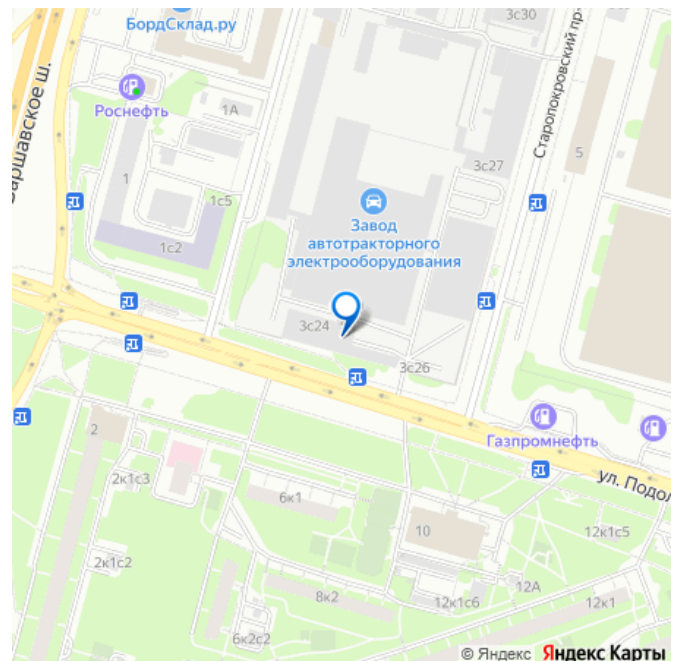 3с30
БордСклад.ру
Старопокровский пр-
Варшавское ш.
Роснефть
1А
5
3с27
1
1с5
Завод
автотракторного
электрооборудования
1с2
3с24
3с26
Газпромнефть
2
ул. Подол
2к1с3
6к1
10
12к1с5
2к1с2
12А
8к2
12к1с6
12к1
6к2с2
© Яндекс Яндекс Карты